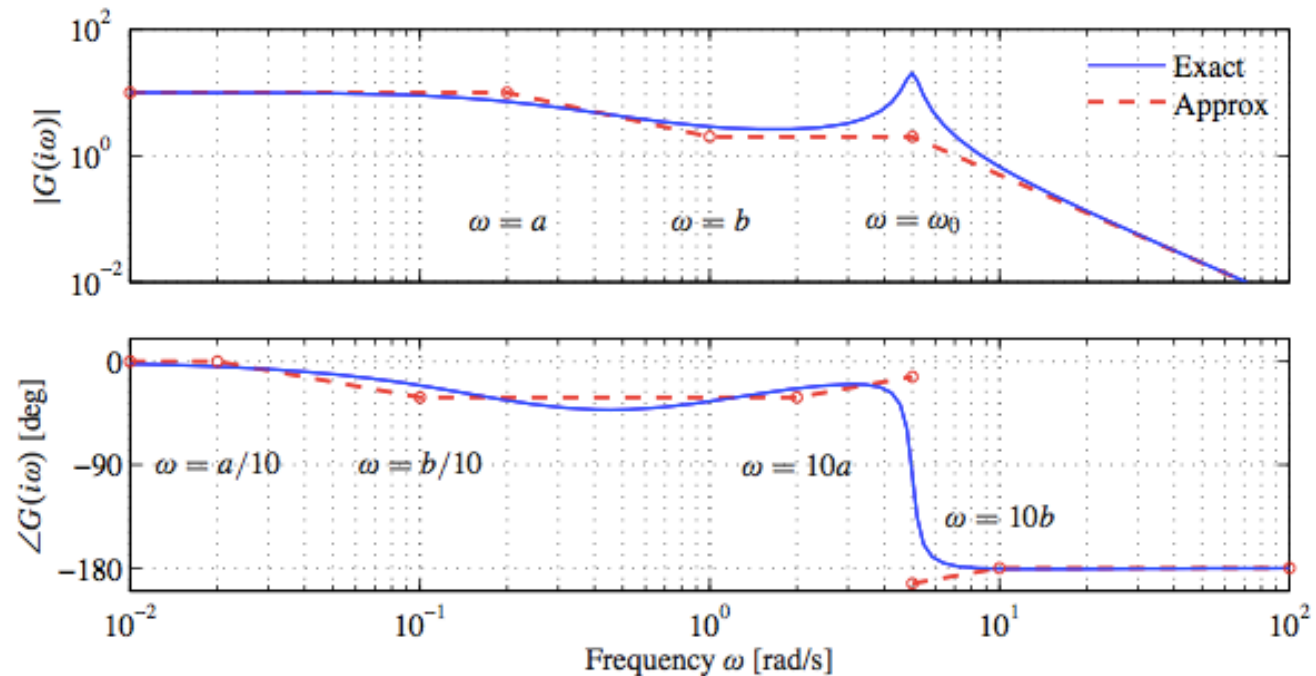 10^2
10^0
10^{-2}
|G(iω)|
Exact
Approx
ω = a
ω = b
ω = ω_0
0
-90
-180
∠G(iω) [deg]
ω = a/10
ω = b/10
ω = 10a
ω = 10b
10^{-2}
10^{-1}
10^0
10^1
10^2
Frequency ω [rad/s]